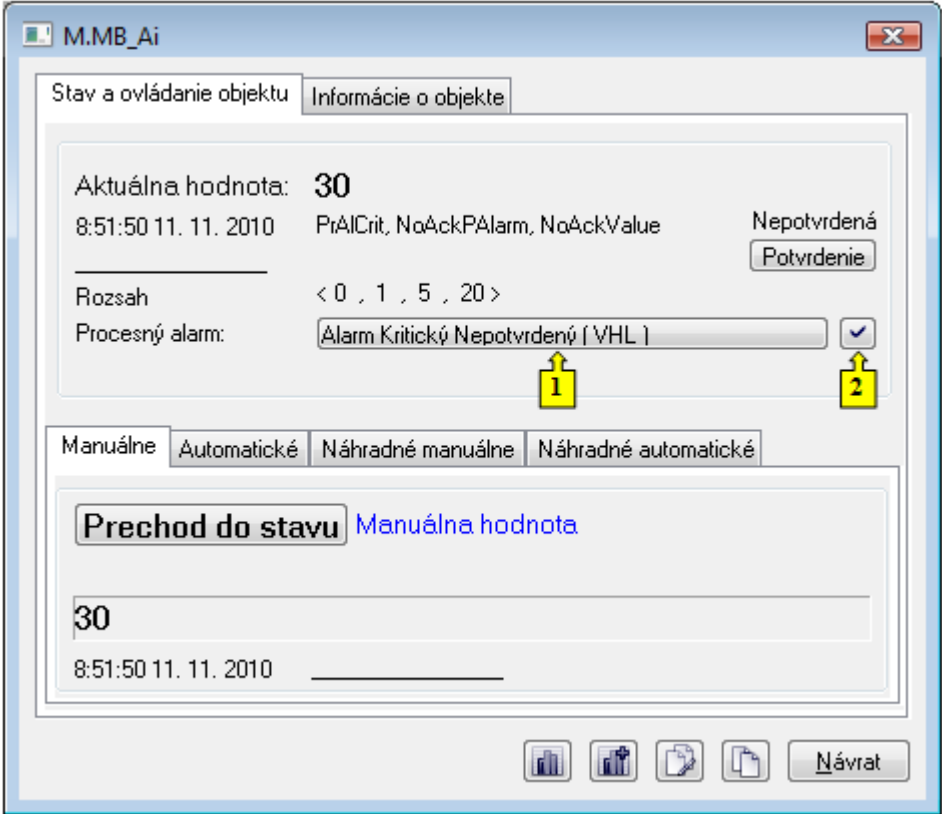 M.MB_Ai
Stav a ovládanie objektu Informácie o objekte
Aktuálna hodnota: 30
8:51:50 11. 11. 2010 PrAlCrit, NoAckPAlarm, NoAckValue Nepotvrdená
Potvrdenie
Rozsah < 0 , 1 , 5 , 20 >
Procesný alarm: Alarm Kritický Nepotvrdený ( VHL )
1 2
Manuálne Automatické Náhradné manuálne Náhradné automatické
Prechod do stavu Manuálna hodnota
30
8:51:50 11. 11. 2010
Návrat